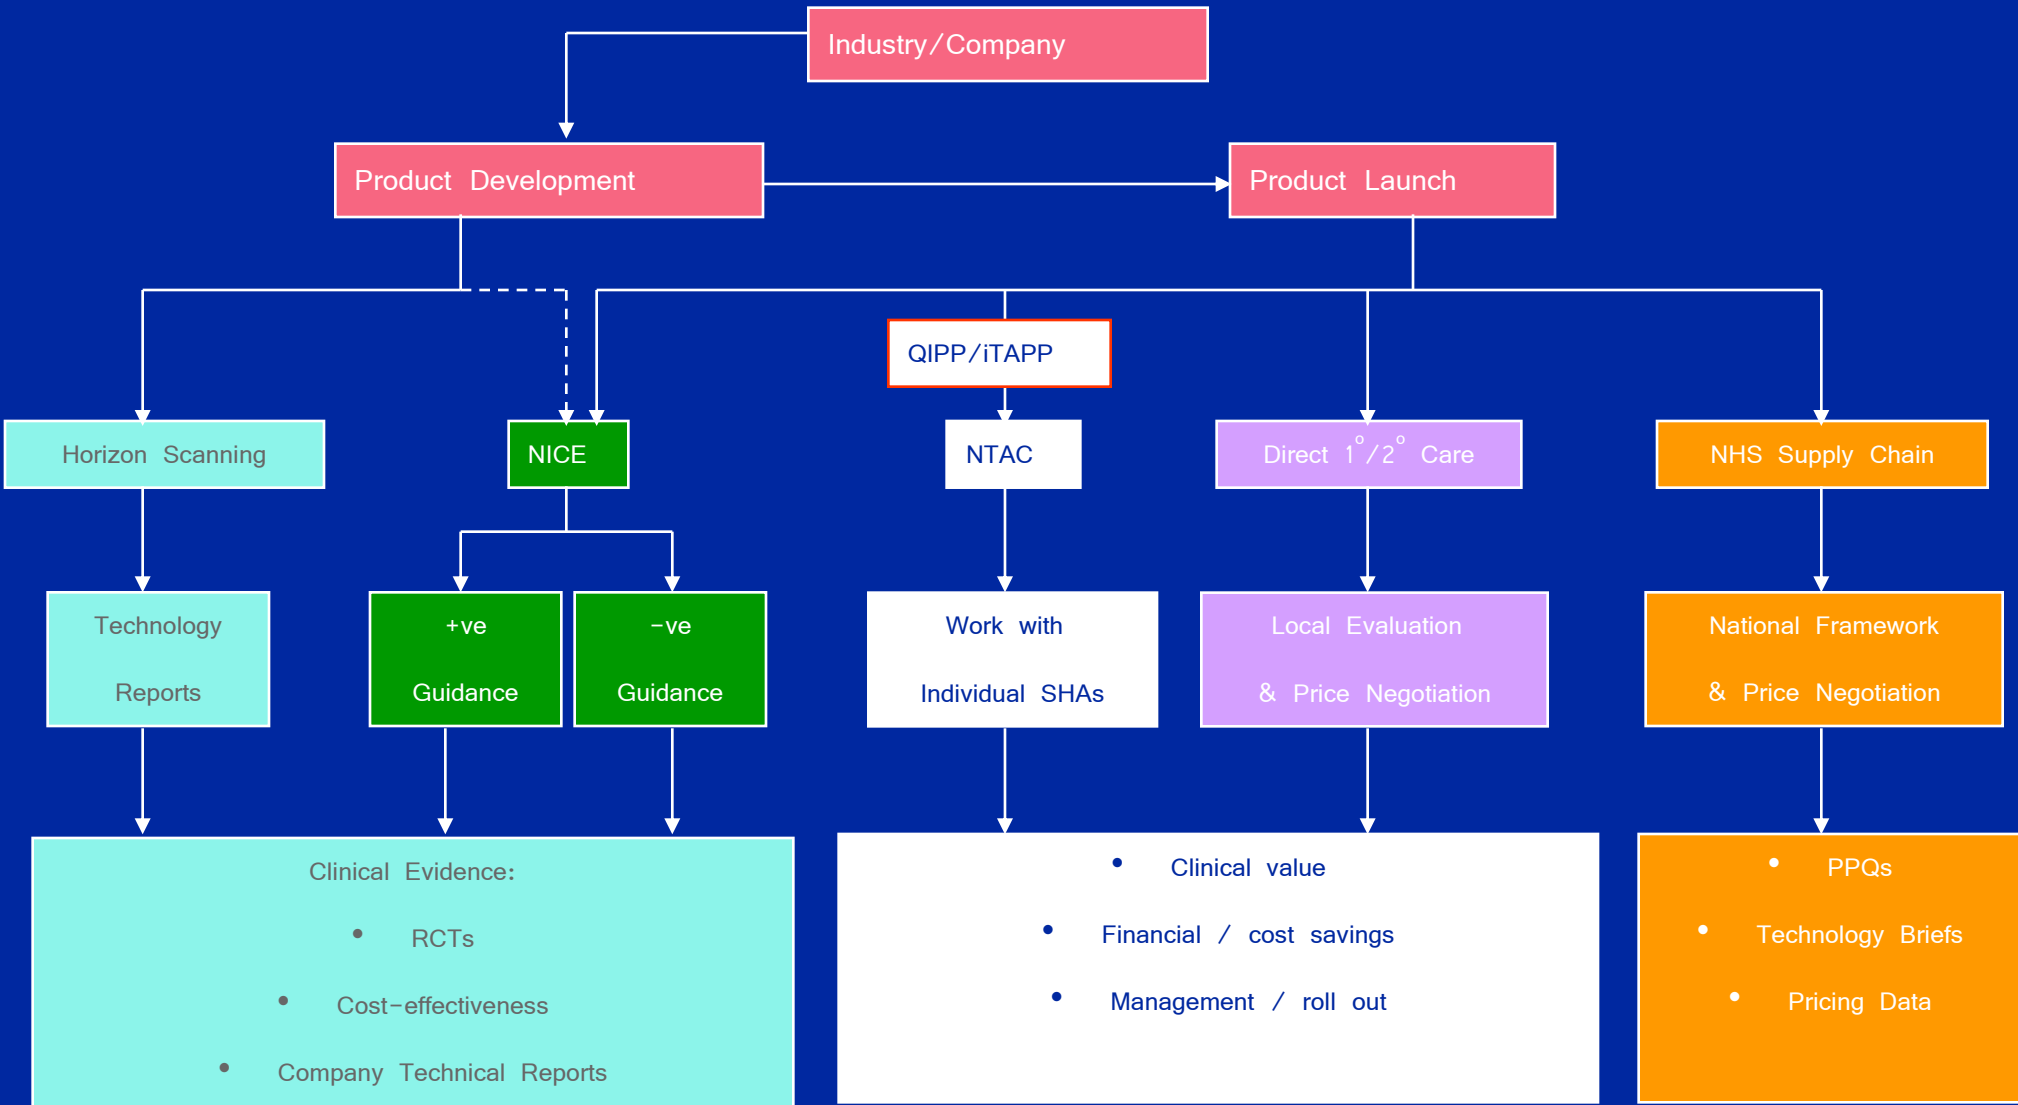 Industry/Company
Product Development
Product Launch
QIPP/iTAPP
Horizon Scanning
NICE
NTAC
Direct 1°/2° Care
NHS Supply Chain
Technology
Reports
+ve
Guidance
-ve
Guidance
Work with
Individual SHAs
Local Evaluation
& Price Negotiation
National Framework
& Price Negotiation
Clinical Evidence:
• RCTs
• Cost-effectiveness
• Company Technical Reports
• Clinical value
• Financial / cost savings
• Management / roll out
• PPQs
• Technology Briefs
• Pricing Data